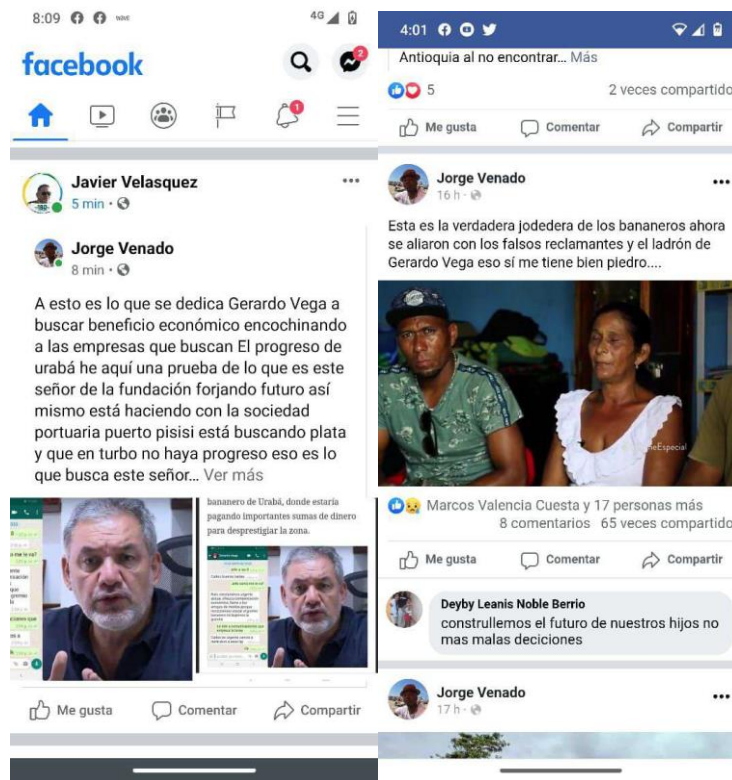 8:09
4G
facebook
2
1
Javier Velasquez
5 min
Jorge Venado
8 min
A esto es lo que se dedica Gerardo Vega a
buscar beneficio económico encochinando
a las empresas que buscan El progreso de
urabá he aquí una prueba de lo que es este
señor de la fundación forjando futuro así
mismo está haciendo con la sociedad
portuaria puerto pisisi está buscando plata
y que en turbo no haya progreso eso es lo
que busca este señor... Ver más
bananero de Urabá, donde estaría
pagando importantes sumas de dinero
para desprestigiar la zona.
Me gusta
Comentar
Compartir
4:01
Antioquia al no encontrar... Más
5
2 veces compartido
Me gusta
Comentar
Compartir
Jorge Venado
16 h
Esta es la verdadera jodedera de los bananeros ahora
se aliaron con los falsos reclamantes y el ladrón de
Gerardo Vega eso sí me tiene bien piedro....
Marcos Valencia Cuesta y 17 personas más
8 comentarios 65 veces compartido
Me gusta
Comentar
Compartir
Deyby Leanis Noble Berrio
construllemos el futuro de nuestros hijos no
mas malas deciciones
Jorge Venado
17 h